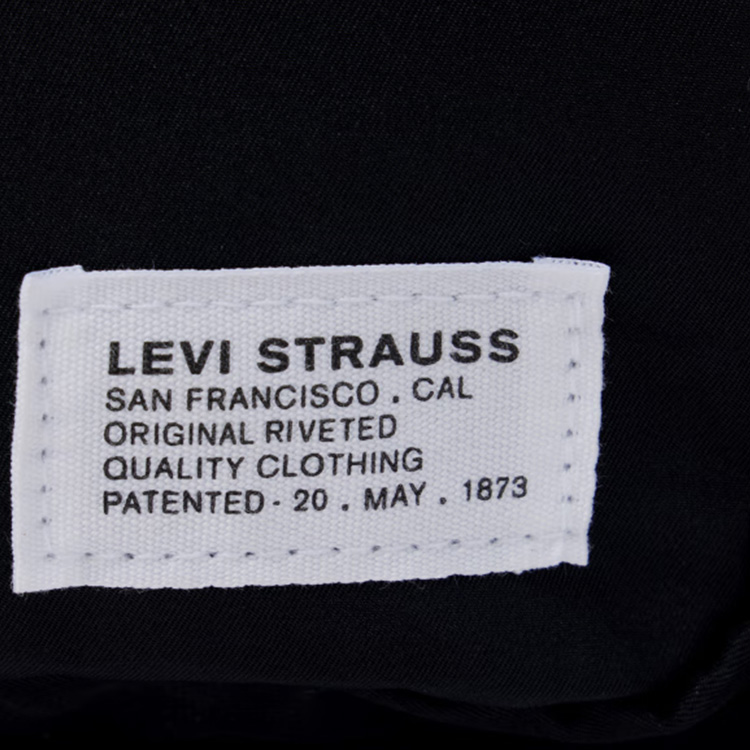 LEVI STRAUSS
SAN FRANCISCO . CAL
ORIGINAL RIVETED
QUALITY CLOTHING
PATENTED - 20 . MAY . 1873